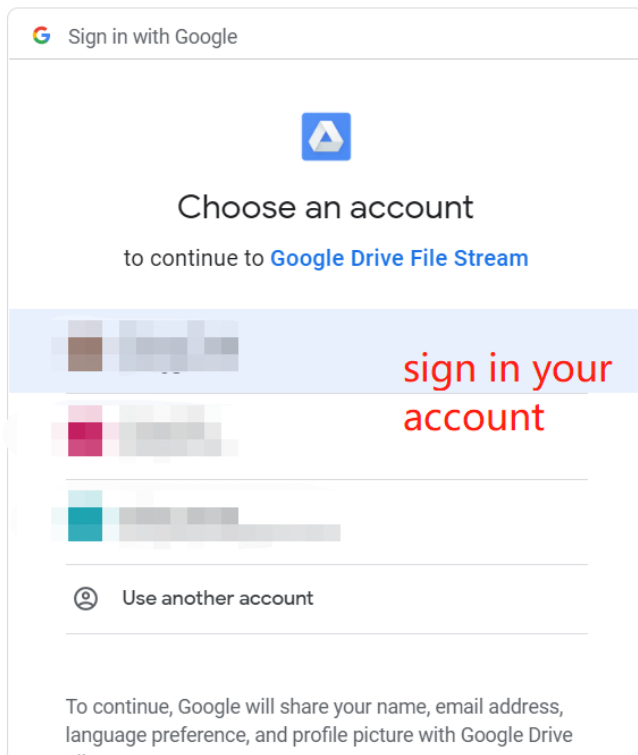 Sign in with Google
Choose an account
to continue to Google Drive File Stream
sign in your
account
Use another account
To continue, Google will share your name, email address,
language preference, and profile picture with Google Drive